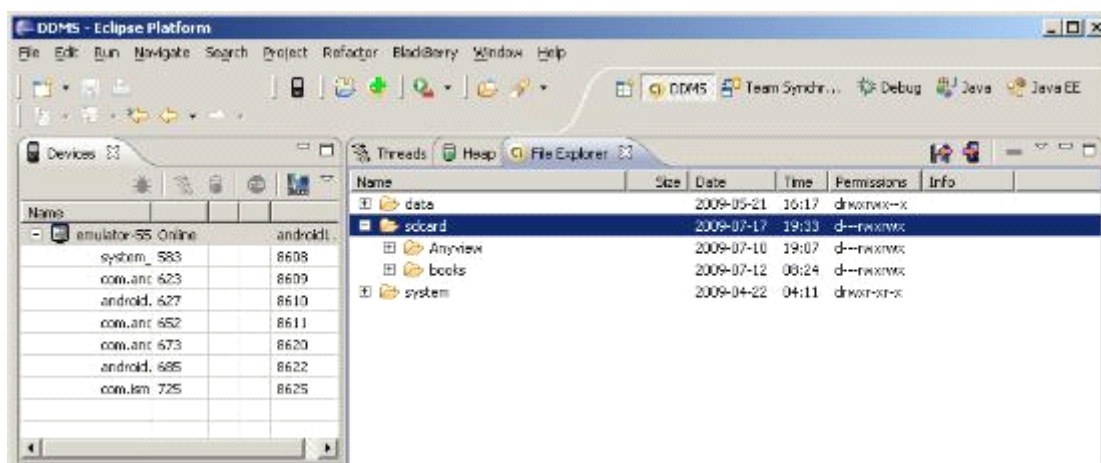 DDMS - Eclipse Platform
File Edit Run Navigate Search Project Refactor BlackBerry Window Help
DDMS Team Synchr... Debug Java Java EE
Devices
Threads Heap File Explorer
Name
emulator-55 Online android1.
system_ 583 8608
com.anc 623 8609
android. 627 8610
com.anc 652 8611
com.anc 673 8620
android. 685 8622
com.ism 725 8625
Name Size Date Time Permissions Info
data 2009-05-21 16:17 drwxrwx--x
sdcard 2009-07-17 19:33 d---rwxrwx
Anyview 2009-07-10 19:07 d---rwxrwx
books 2009-07-12 08:24 d---rwxrwx
system 2009-04-22 04:11 drwxr-xr-x